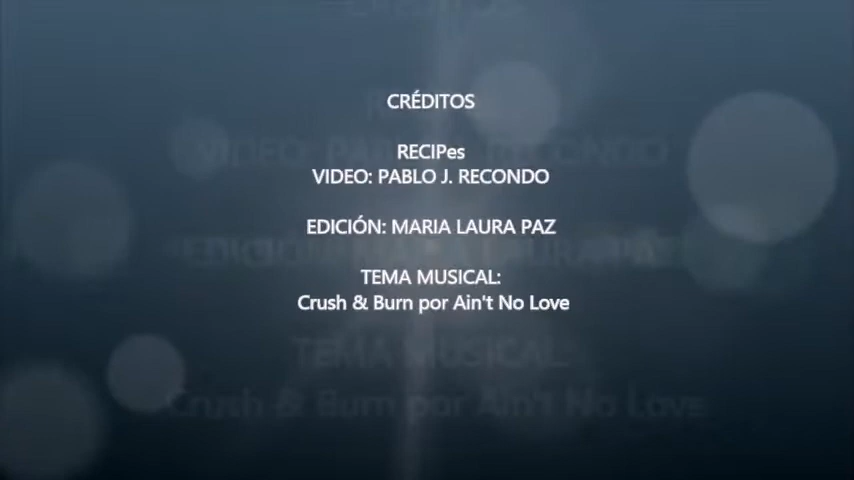 CRÉDITOS
RECIPes
VIDEO: PABLO J. RECONDO
EDICIÓN: MARIA LAURA PAZ
TEMA MUSICAL:
Crush & Burn por Ain't No Love